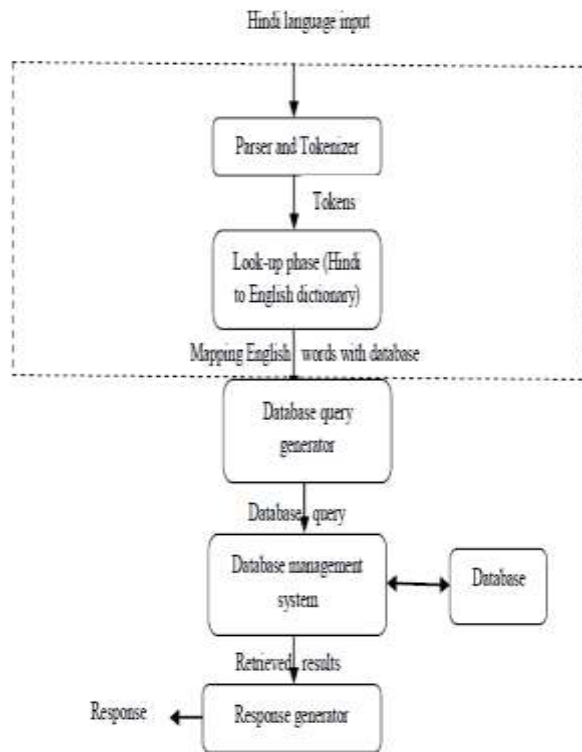 Hindi language input
Parser and Tokenizer
Tokens
Look-up phase (Hindi
to English dictionary)
Mapping English words with database
Database query
generator
Database query
Database management
system
Database
Retrieved results
Response
Response generator